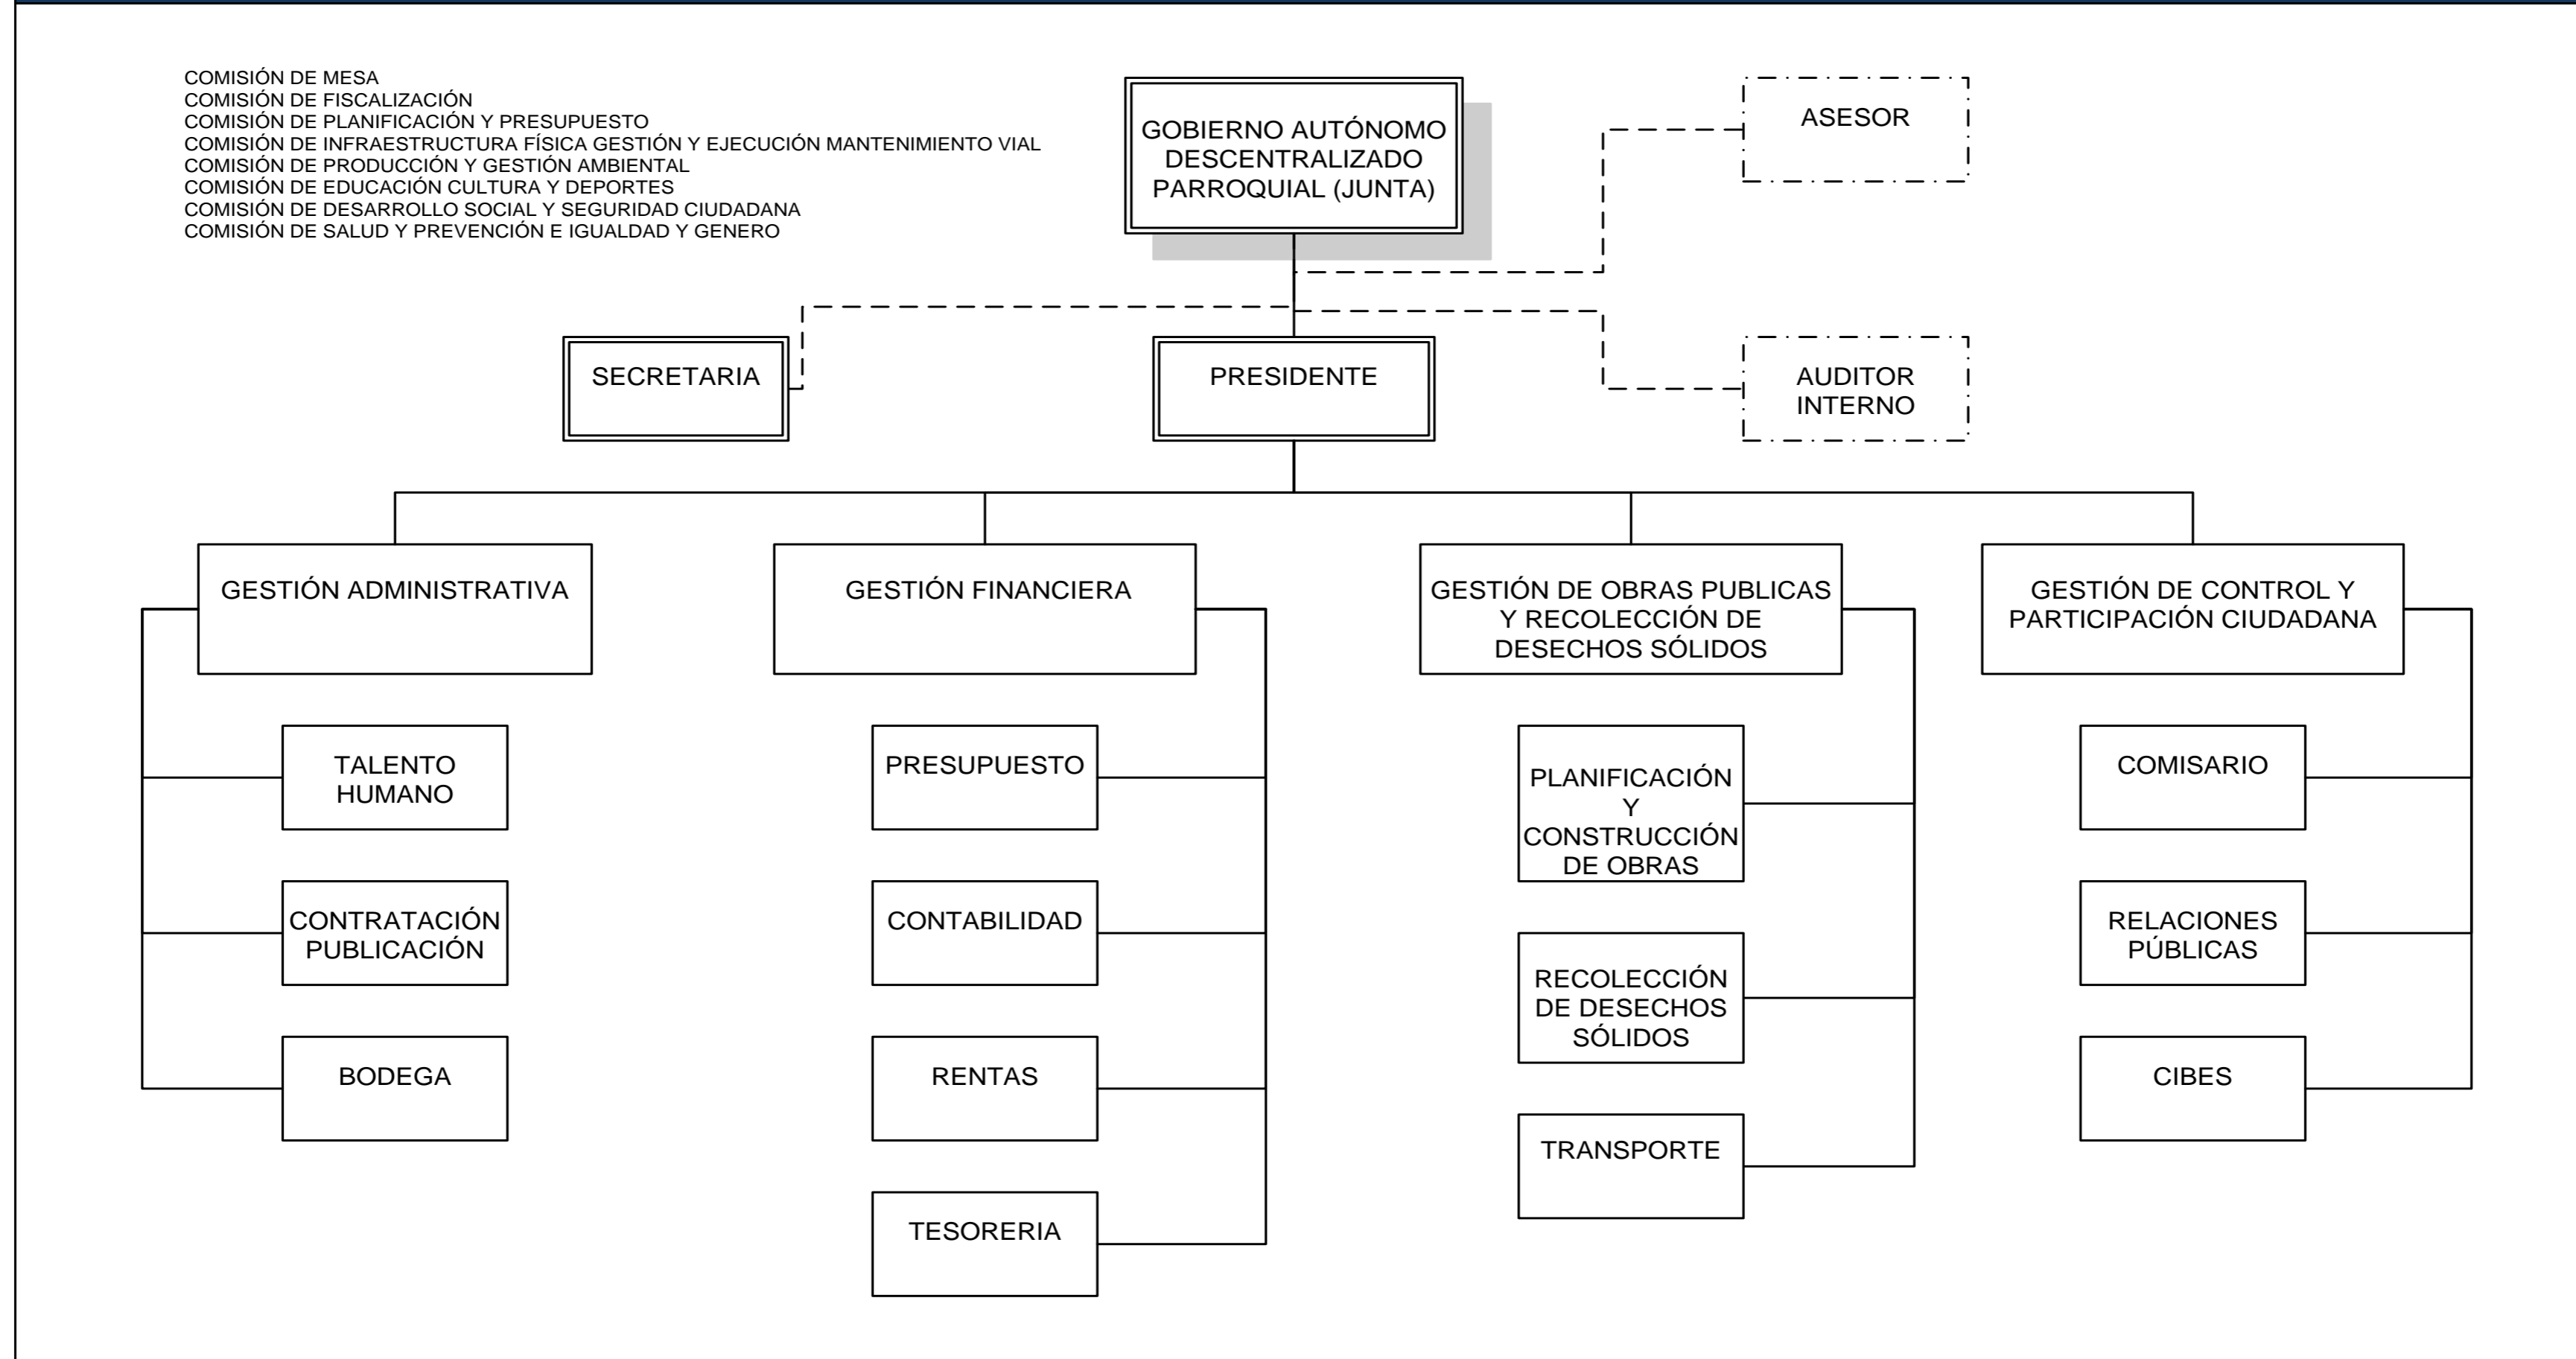 COMISIÓN DE MESA
COMISIÓN DE FISCALIZACIÓN
COMISIÓN DE PLANIFICACIÓN Y PRESUPUESTO
COMISIÓN DE INFRAESTRUCTURA FÍSICA GESTIÓN Y EJECUCIÓN MANTENIMIENTO VIAL
COMISIÓN DE PRODUCCIÓN Y GESTIÓN AMBIENTAL
COMISIÓN DE EDUCACIÓN CULTURA Y DEPORTES
COMISIÓN DE DESARROLLO SOCIAL Y SEGURIDAD CIUDADANA
COMISIÓN DE SALUD Y PREVENCIÓN E IGUALDAD Y GENERO
GOBIERNO AUTÓNOMO
DESCENTRALIZADO
PARROQUIAL (JUNTA)
ASESOR
SECRETARIA
PRESIDENTE
AUDITOR
INTERNO
GESTIÓN ADMINISTRATIVA
GESTIÓN FINANCIERA
GESTIÓN DE OBRAS PUBLICAS
Y RECOLECCIÓN DE
DESECHOS SÓLIDOS
GESTIÓN DE CONTROL Y
PARTICIPACIÓN CIUDADANA
TALENTO
HUMANO
CONTRATACIÓN
PUBLICACIÓN
BODEGA
PRESUPUESTO
CONTABILIDAD
RENTAS
TESORERIA
PLANIFICACIÓN
Y
CONSTRUCCIÓN
DE OBRAS
RECOLECCIÓN
DE DESECHOS
SÓLIDOS
TRANSPORTE
COMISARIO
RELACIONES
PÚBLICAS
CIBES